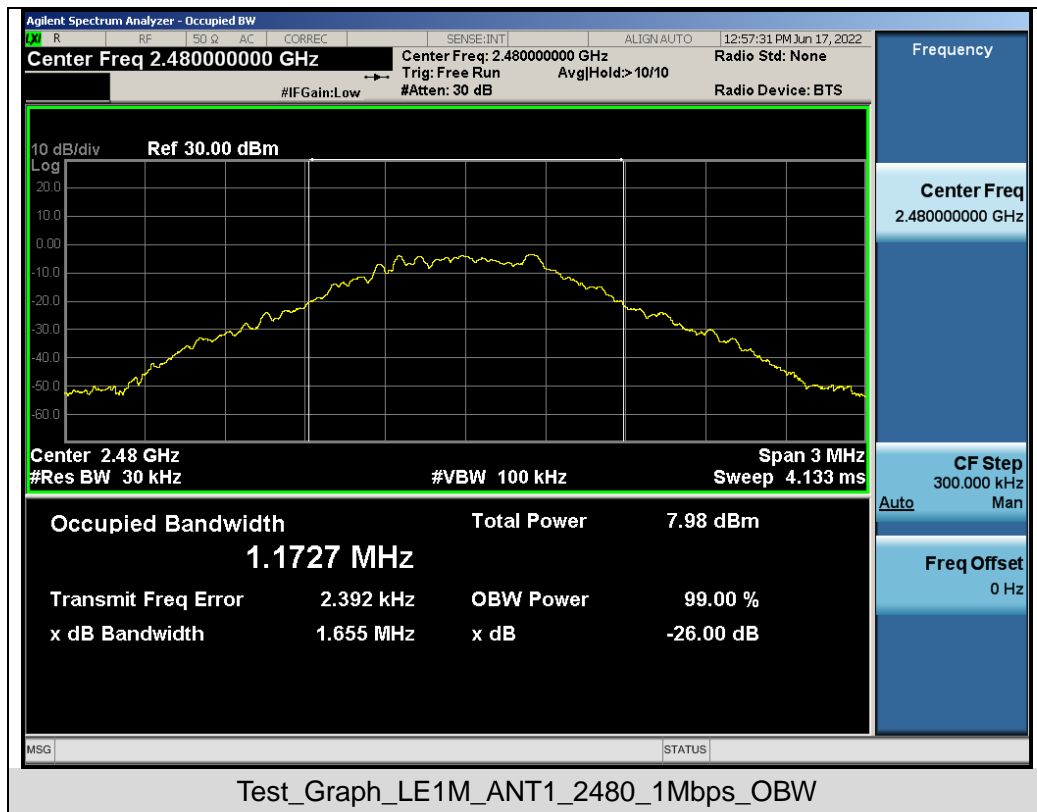 Agilent Spectrum Analyzer - Occupied BW
LXI R RF 50 Ω AC CORREC SENSE:INT ALIGN AUTO 12:57:31 PM Jun 17, 2022
Center Freq 2.480000000 GHz
Center Freq: 2.480000000 GHz
Radio Std: None
Trig: Free Run Avg|Hold:> 10/10
#IFGain:Low
#Atten: 30 dB
Radio Device: BTS
10 dB/div Ref 30.00 dBm
Log
20.0
10.0
0.00
-10.0
-20.0
-30.0
-40.0
-50.0
-60.0
Center 2.48 GHz Span 3 MHz
#Res BW 30 kHz #VBW 100 kHz Sweep 4.133 ms
Occupied Bandwidth Total Power 7.98 dBm
1.1727 MHz
Transmit Freq Error 2.392 kHz OBW Power 99.00 %
x dB Bandwidth 1.655 MHz x dB -26.00 dB
MSG STATUS
Frequency
Center Freq
2.480000000 GHz
CF Step
300.000 kHz
Auto Man
Freq Offset
0 Hz
Test_Graph_LE1M_ANT1_2480_1Mbps_OBW